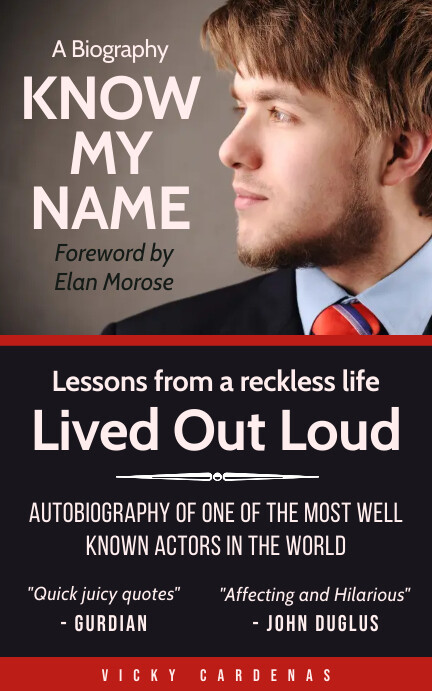 A Biography
KNOW
MY
NAME
Foreword by
Elan Morose
Lessons from a reckless life
Lived Out Loud
AUTOBIOGRAPHY OF ONE OF THE MOST WELL
KNOWN ACTORS IN THE WORLD
"Quick juicy quotes"
- GURDIAN
"Affecting and Hilarious"
- JOHN DUGLUS
VICKY CARDENAS